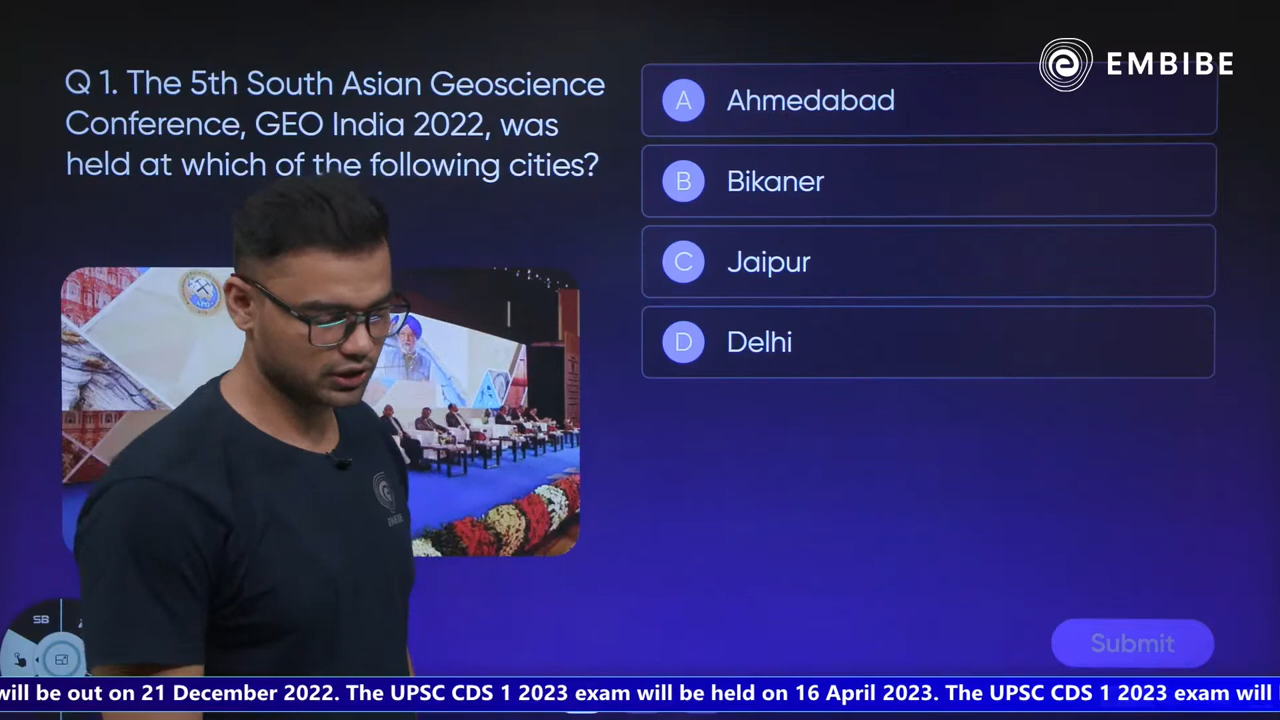 EMBIBE
Q 1. The 5th South Asian Geoscience
Conference, GEO India 2022, was
held at which of the following cities?
A Ahmedabad
B Bikaner
C Jaipur
D Delhi
SB
Submit
will be out on 21 December 2022. The UPSC CDS 1 2023 exam will be held on 16 April 2023. The UPSC CDS 1 2023 exam will